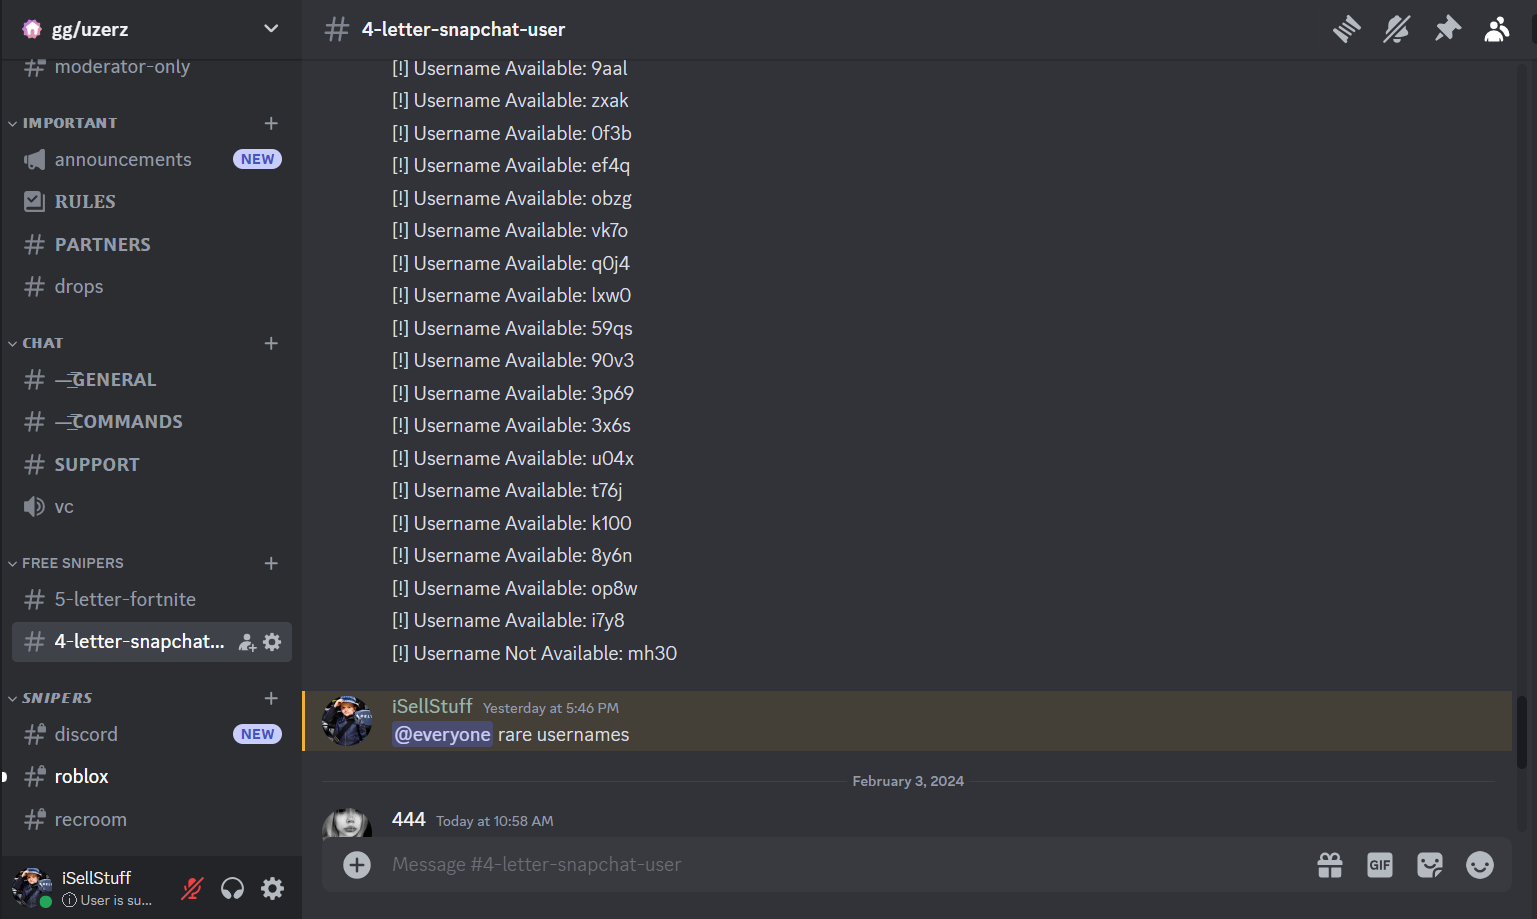 gg/uzerz
moderator-only
IMPORTANT
announcements NEW
RULES
PARTNERS
drops
CHAT
GENERAL
COMMANDS
SUPPORT
vc
FREE SNIPERS
5-letter-fortnite
4-letter-snapchat...
SNIPERS
discord NEW
roblox
recroom
iSellStuff
User is su...
4-letter-snapchat-user
[!] Username Available: 9aal
[!] Username Available: zxak
[!] Username Available: 0f3b
[!] Username Available: ef4q
[!] Username Available: obzg
[!] Username Available: vk7o
[!] Username Available: q0j4
[!] Username Available: lxw0
[!] Username Available: 59qs
[!] Username Available: 90v3
[!] Username Available: 3p69
[!] Username Available: 3x6s
[!] Username Available: u04x
[!] Username Available: t76j
[!] Username Available: k100
[!] Username Available: 8y6n
[!] Username Available: op8w
[!] Username Available: i7y8
[!] Username Not Available: mh30
iSellStuff Yesterday at 5:46 PM
@everyone rare usernames
February 3, 2024
444 Today at 10:58 AM
Message #4-letter-snapchat-user
GIF